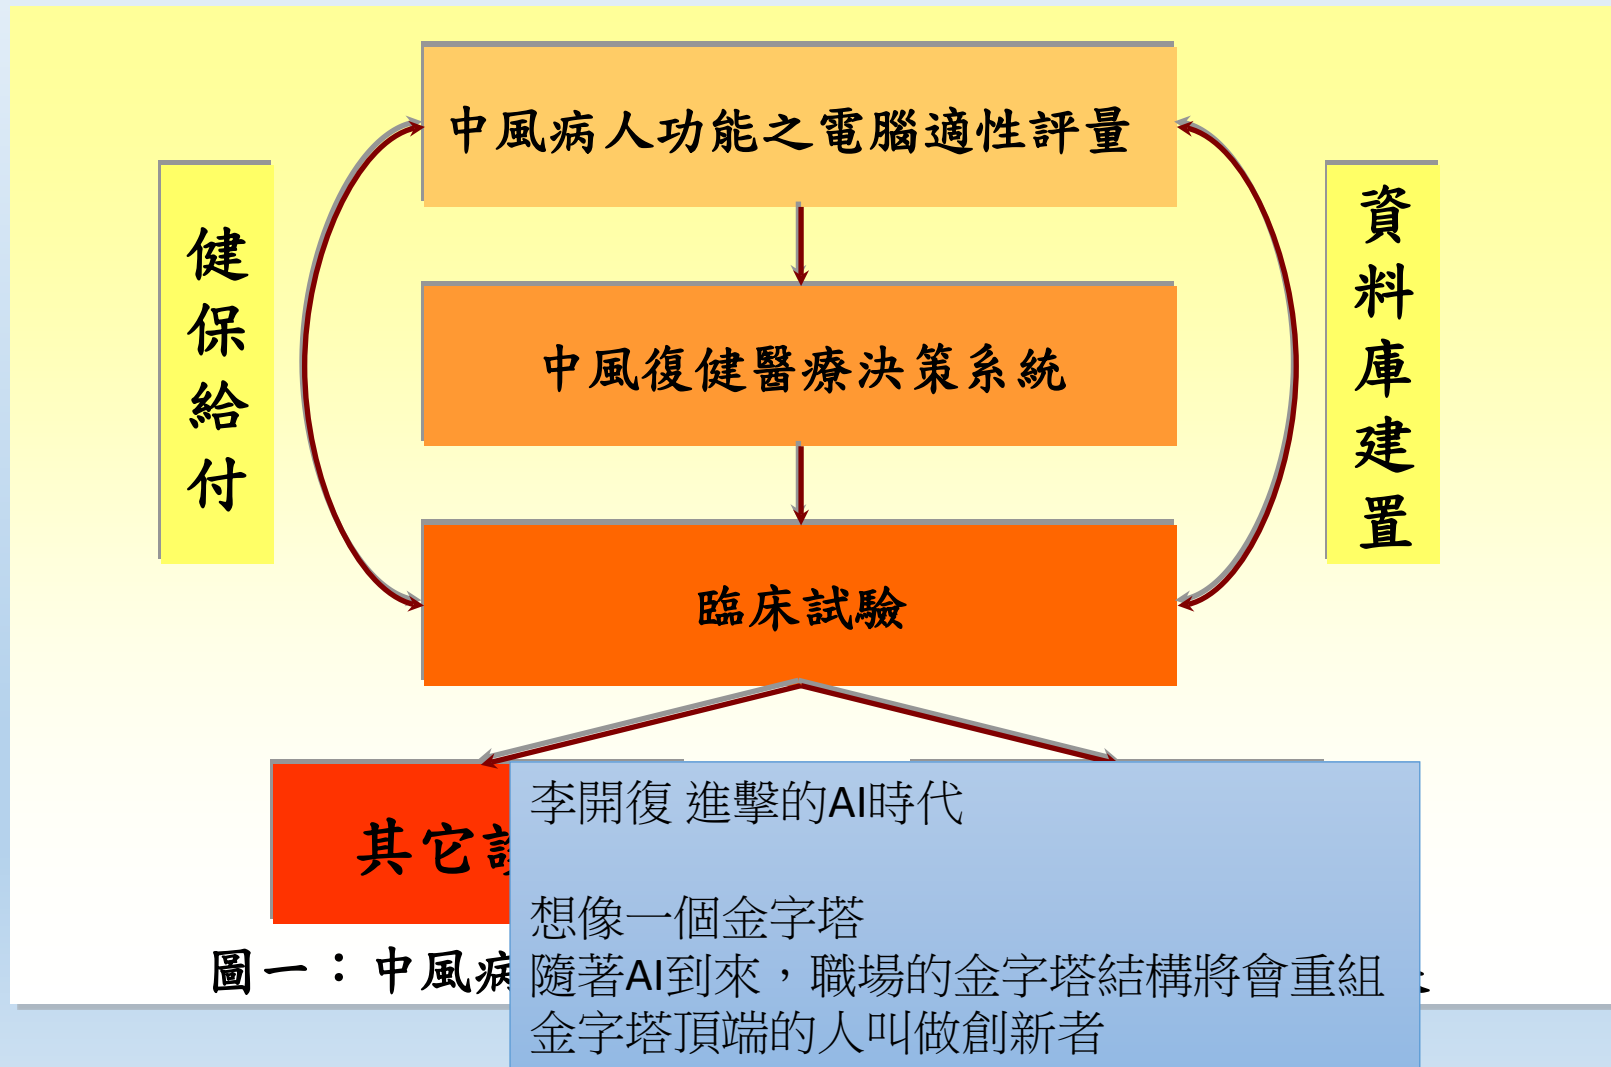 中風病人功能之電腦適性評量
健保給付
資料庫建置
中風復健醫療決策系統
臨床試驗
其它
李開復 進擊的AI時代
想像一個金字塔
隨著AI到來，職場的金字塔結構將會重組
金字塔頂端的人叫做創新者
圖一：中風病